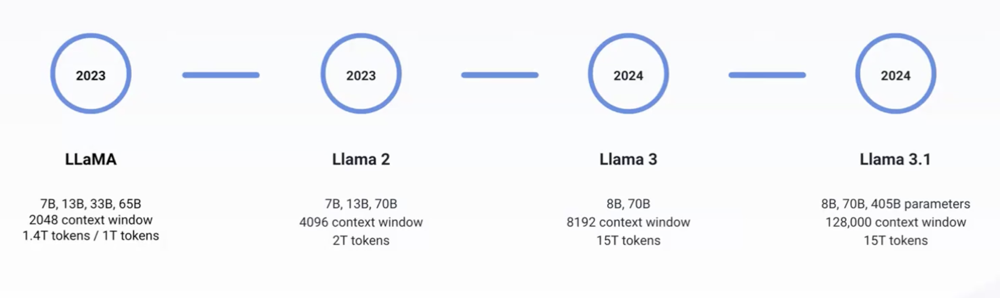 2023
2023
2024
2024
LLaMA
Llama 2
Llama 3
Llama 3.1
7B, 13B, 33B, 65B
2048 context window
1.4T tokens / 1T tokens
7B, 13B, 70B
4096 context window
2T tokens
8B, 70B
8192 context window
15T tokens
8B, 70B, 405B parameters
128,000 context window
15T tokens